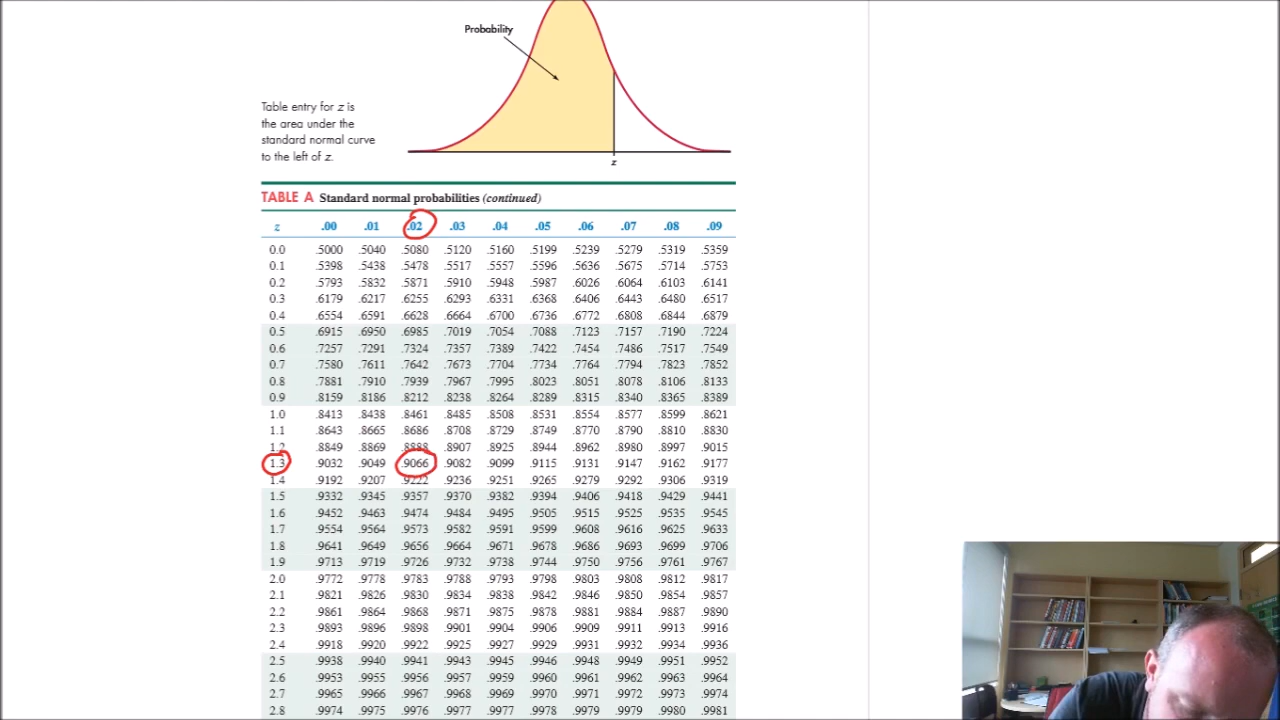 Probability
Table entry for z is
the area under the
standard normal curve
to the left of z.
z
TABLE A Standard normal probabilities (continued)
z .00 .01 .02 .03 .04 .05 .06 .07 .08 .09
0.0 .5000 .5040 .5080 .5120 .5160 .5199 .5239 .5279 .5319 .5359
0.1 .5398 .5438 .5478 .5517 .5557 .5596 .5636 .5675 .5714 .5753
0.2 .5793 .5832 .5871 .5910 .5948 .5987 .6026 .6064 .6103 .6141
0.3 .6179 .6217 .6255 .6293 .6331 .6368 .6406 .6443 .6480 .6517
0.4 .6554 .6591 .6628 .6664 .6700 .6736 .6772 .6808 .6844 .6879
0.5 .6915 .6950 .6985 .7019 .7054 .7088 .7123 .7157 .7190 .7224
0.6 .7257 .7291 .7324 .7357 .7389 .7422 .7454 .7486 .7517 .7549
0.7 .7580 .7611 .7642 .7673 .7704 .7734 .7764 .7794 .7823 .7852
0.8 .7881 .7910 .7939 .7967 .7995 .8023 .8051 .8078 .8106 .8133
0.9 .8159 .8186 .8212 .8238 .8264 .8289 .8315 .8340 .8365 .8389
1.0 .8413 .8438 .8461 .8485 .8508 .8531 .8554 .8577 .8599 .8621
1.1 .8643 .8665 .8686 .8708 .8729 .8749 .8770 .8790 .8810 .8830
1.2 .8849 .8869 .8888 .8907 .8925 .8944 .8962 .8980 .8997 .9015
1.3 .9032 .9049 .9066 .9082 .9099 .9115 .9131 .9147 .9162 .9177
1.4 .9192 .9207 .9222 .9236 .9251 .9265 .9279 .9292 .9306 .9319
1.5 .9332 .9345 .9357 .9370 .9382 .9394 .9406 .9418 .9429 .9441
1.6 .9452 .9463 .9474 .9484 .9495 .9505 .9515 .9525 .9535 .9545
1.7 .9554 .9564 .9573 .9582 .9591 .9599 .9608 .9616 .9625 .9633
1.8 .9641 .9649 .9656 .9664 .9671 .9678 .9686 .9693 .9699 .9706
1.9 .9713 .9719 .9726 .9732 .9738 .9744 .9750 .9756 .9761 .9767
2.0 .9772 .9778 .9783 .9788 .9793 .9798 .9803 .9808 .9812 .9817
2.1 .9821 .9826 .9830 .9834 .9838 .9842 .9846 .9850 .9854 .9857
2.2 .9861 .9864 .9868 .9871 .9875 .9878 .9881 .9884 .9887 .9890
2.3 .9893 .9896 .9898 .9901 .9904 .9906 .9909 .9911 .9913 .9916
2.4 .9918 .9920 .9922 .9925 .9927 .9929 .9931 .9932 .9934 .9936
2.5 .9938 .9940 .9941 .9943 .9945 .9946 .9948 .9949 .9951 .9952
2.6 .9953 .9955 .9956 .9957 .9959 .9960 .9961 .9962 .9963 .9964
2.7 .9965 .9966 .9967 .9968 .9969 .9970 .9971 .9972 .9973 .9974
2.8 .9974 .9975 .9976 .9977 .9977 .9978 .9979 .9979 .9980 .9981